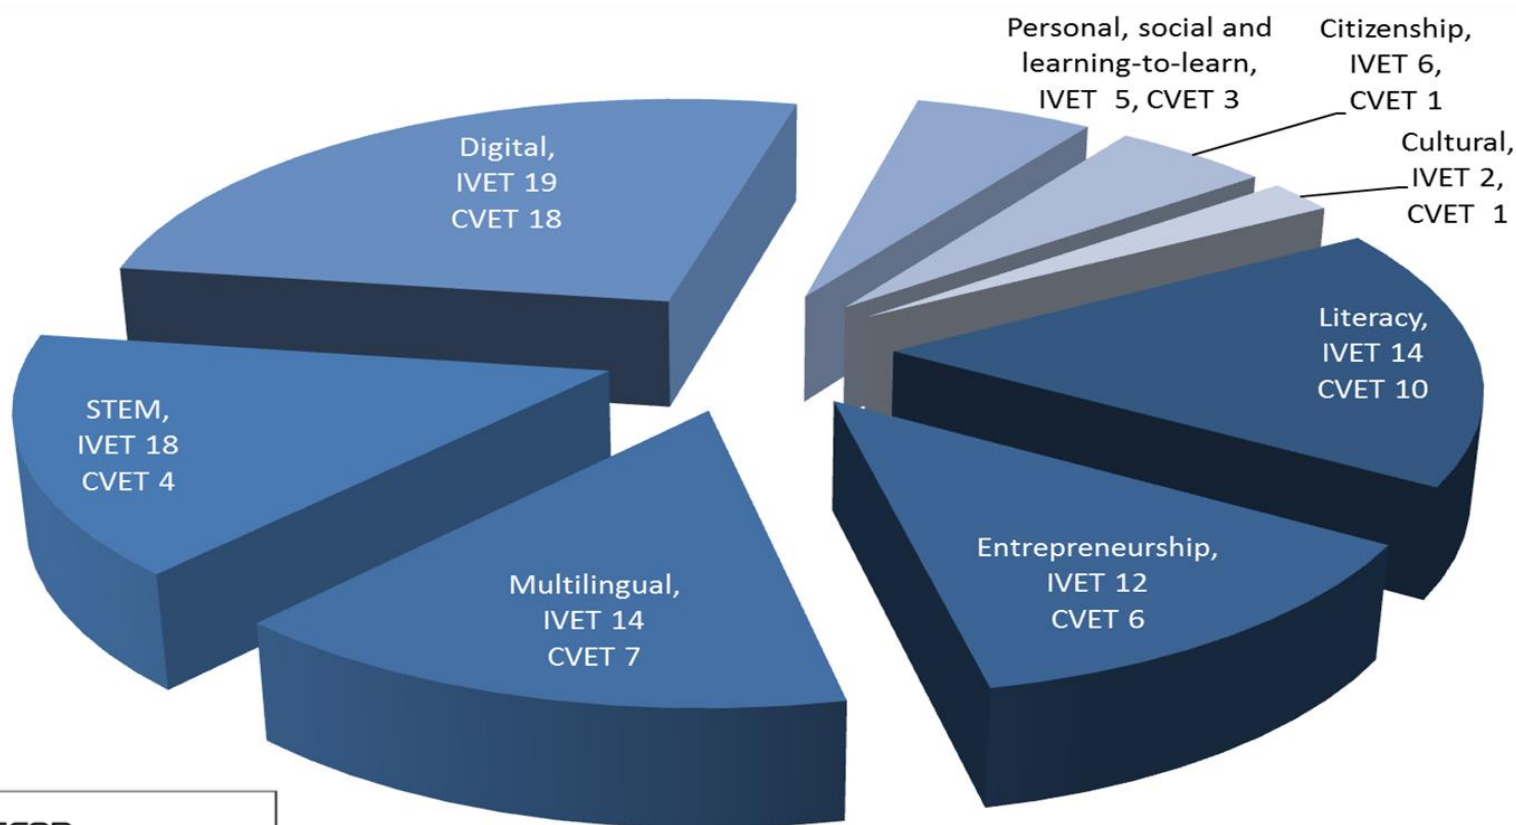 Personal, social and
learning-to-learn,
IVET 5, CVET 3
Citizenship,
IVET 6,
CVET 1
Cultural,
IVET 2,
CVET 1
Digital,
IVET 19
CVET 18
Literacy,
IVET 14
CVET 10
STEM,
IVET 18
CVET 4
Entrepreneurship,
IVET 12
CVET 6
Multilingual,
IVET 14
CVET 7